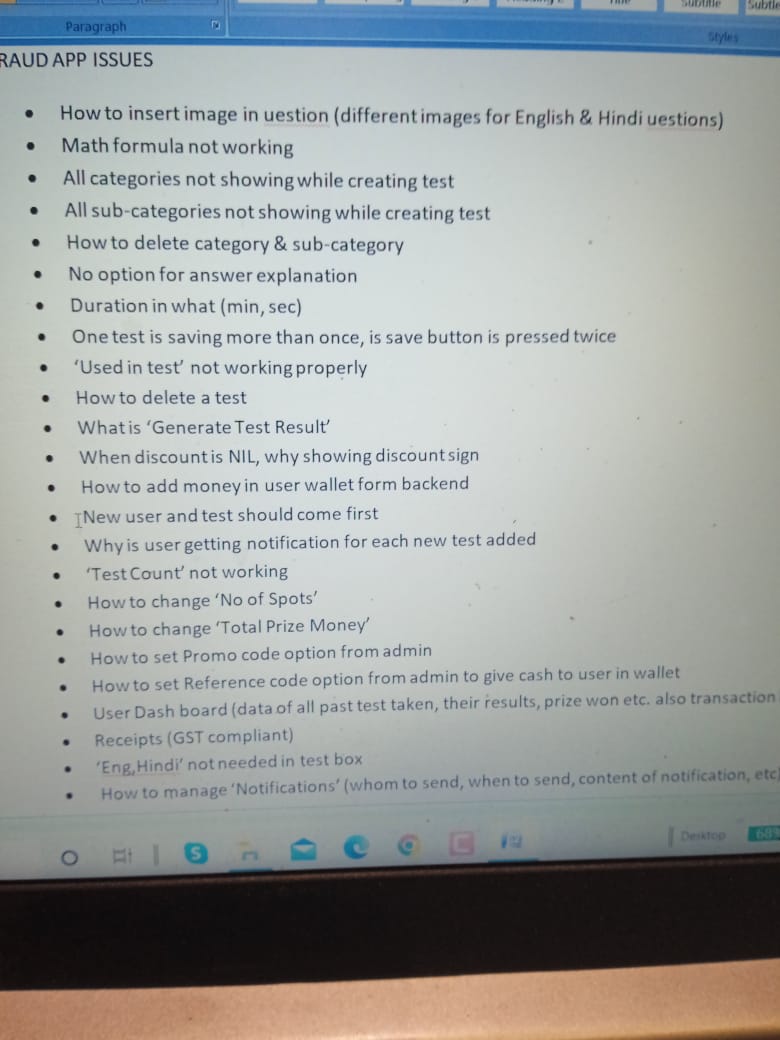 Paragraph
Styles
RAUD APP ISSUES
How to insert image in uestion (different images for English & Hindi uestions)
Math formula not working
All categories not showing while creating test
All sub-categories not showing while creating test
How to delete category & sub-category
No option for answer explanation
Duration in what (min, sec)
One test is saving more than once, is save button is pressed twice
‘Used in test’ not working properly
How to delete a test
What is ‘Generate Test Result’
When discount is NIL, why showing discount sign
How to add money in user wallet form backend
New user and test should come first
Why is user getting notification for each new test added
‘Test Count’ not working
How to change ‘No of Spots’
How to change ‘Total Prize Money’
How to set Promo code option from admin
How to set Reference code option from admin to give cash to user in wallet
User Dash board (data of all past test taken, their results, prize won etc. also transaction
Receipts (GST compliant)
‘Eng,Hindi’ not needed in test box
How to manage ‘Notifications’ (whom to send, when to send, content of notification, etc)
Desktop